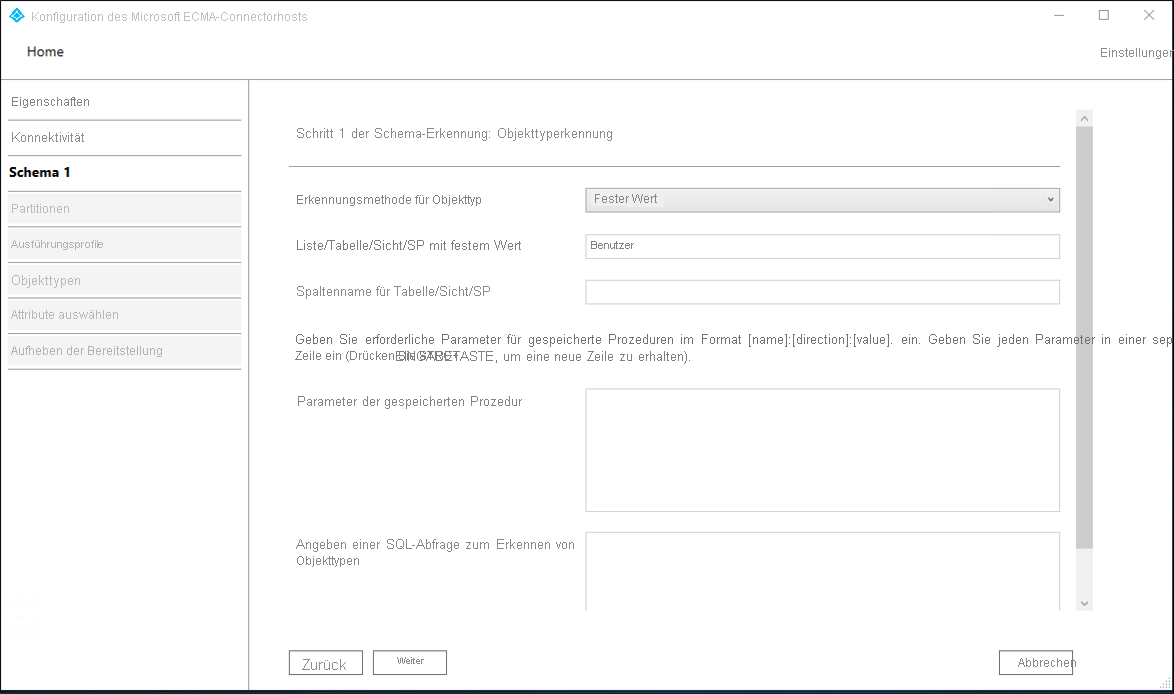 Konfiguration des Microsoft ECMA-Connectorhosts
Home
Einstellungen
Eigenschaften
Konnektivität
Schema 1
Partitionen
Ausführungsprofile
Objekttypen
Attribute auswählen
Aufheben der Bereitstellung
Schritt 1 der Schema-Erkennung: Objekttyperkennung
Erkennungsmethode für Objekttyp
Fester Wert
Liste/Tabelle/Sicht/SP mit festem Wert
Benutzer
Spaltenname für Tabelle/Sicht/SP
Geben Sie erforderliche Parameter für gespeicherte Prozeduren im Format [name]:[direction]:[value]. ein. Geben Sie jeden Parameter in einer sep
Zeile ein (Drücken EINGABETASTE, um eine neue Zeile zu erhalten).
Parameter der gespeicherten Prozedur
Angeben einer SQL-Abfrage zum Erkennen von
Objekttypen
Zurück
Weiter
Abbrechen